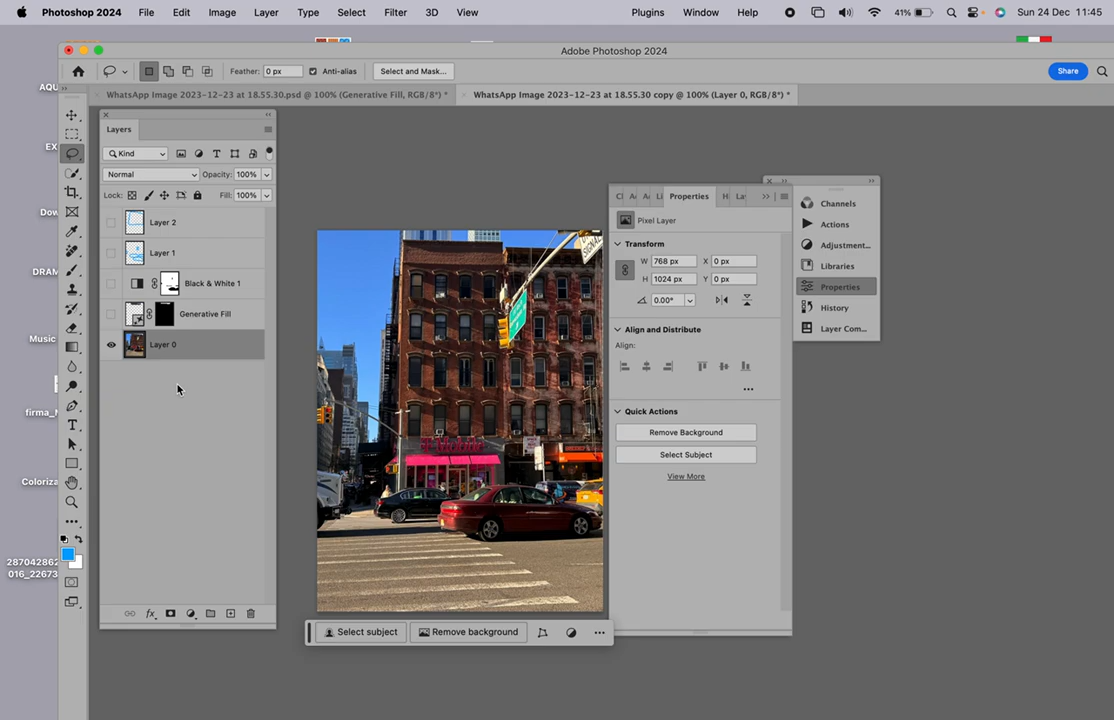 Photoshop 2024 File Edit Image Layer Type Select Filter 3D View Plugins Window Help 41% Sun 24 Dec 11:45
Adobe Photoshop 2024
Feather: 0 px Anti-alias Select and Mask... Share
WhatsApp Image 2023-12-23 at 18.55.30.psd @ 100% (Generative Fill, RGB/8*) *
WhatsApp Image 2023-12-23 at 18.55.30 copy @ 100% (Layer 0, RGB/8*) *
AQU
EX
Dow
DRAM
Music
firma_M
Coloriza
287042862
016_22673
Layers
Kind
Normal Opacity: 100%
Lock: Fill: 100%
Layer 2
Layer 1
Black & White 1
Generative Fill
Layer 0
SIGNAL
T Mobile
Select subject Remove background
Properties
Pixel Layer
Transform
W 768 px X 0 px
H 1024 px Y 0 px
0.00°
Align and Distribute
Align:
Quick Actions
Remove Background
Select Subject
View More
Channels
Actions
Adjustment...
Libraries
Properties
History
Layer Com...